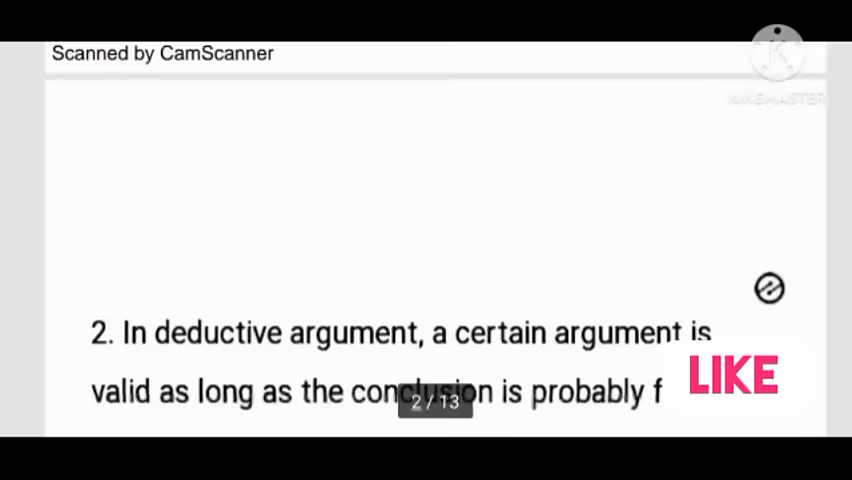 Scanned by CamScanner
KINEMASTER
2. In deductive argument, a certain argument is
valid as long as the conclusion is probably f
LIKE
2 / 13